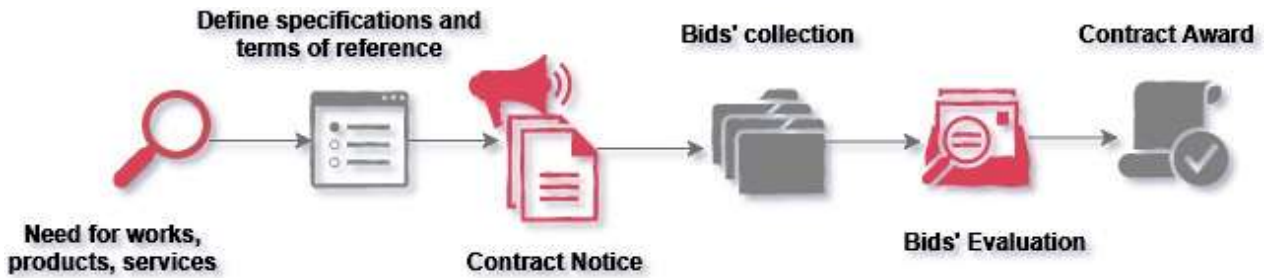 Need for works,
products, services
Define specifications and
terms of reference
Contract Notice
Bids' collection
Bids' Evaluation
Contract Award